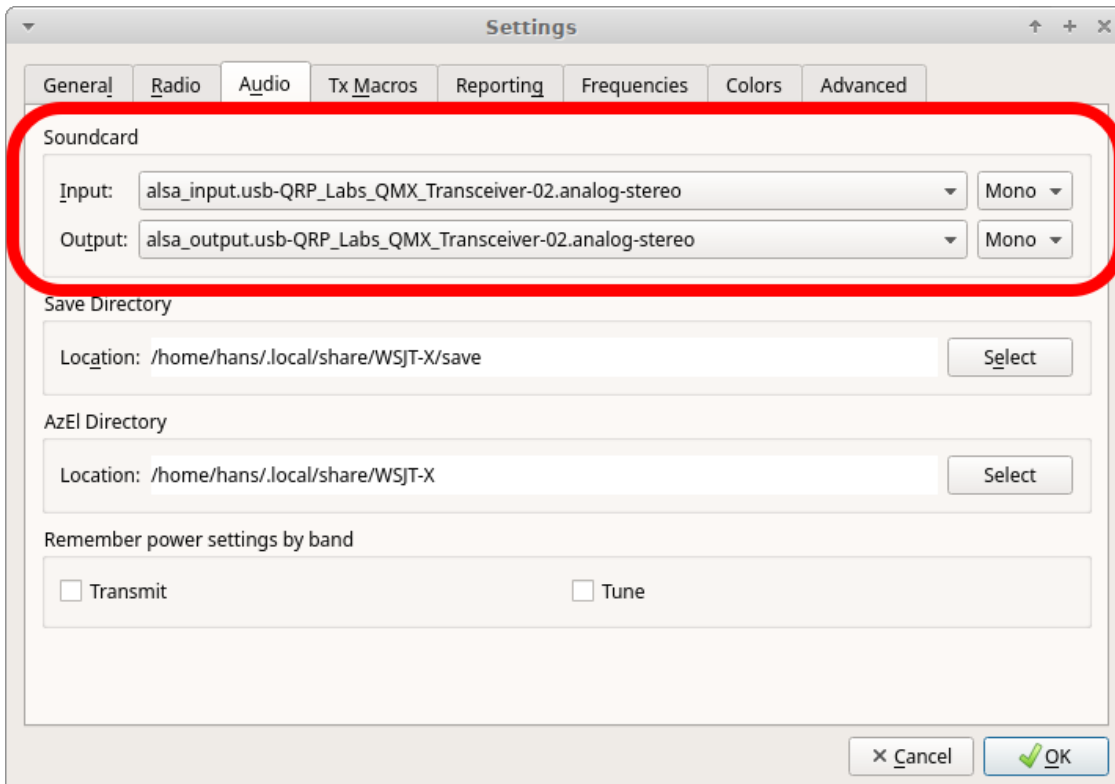 Settings
General Radio Audio Tx Macros Reporting Frequencies Colors Advanced
Soundcard
Input: alsa_input.usb-QRP_Labs_QMX_Transceiver-02.analog-stereo Mono
Output: alsa_output.usb-QRP_Labs_QMX_Transceiver-02.analog-stereo Mono
Save Directory
Location: /home/hans/.local/share/WSJT-X/save Select
AzEl Directory
Location: /home/hans/.local/share/WSJT-X Select
Remember power settings by band
Transmit Tune
Cancel OK